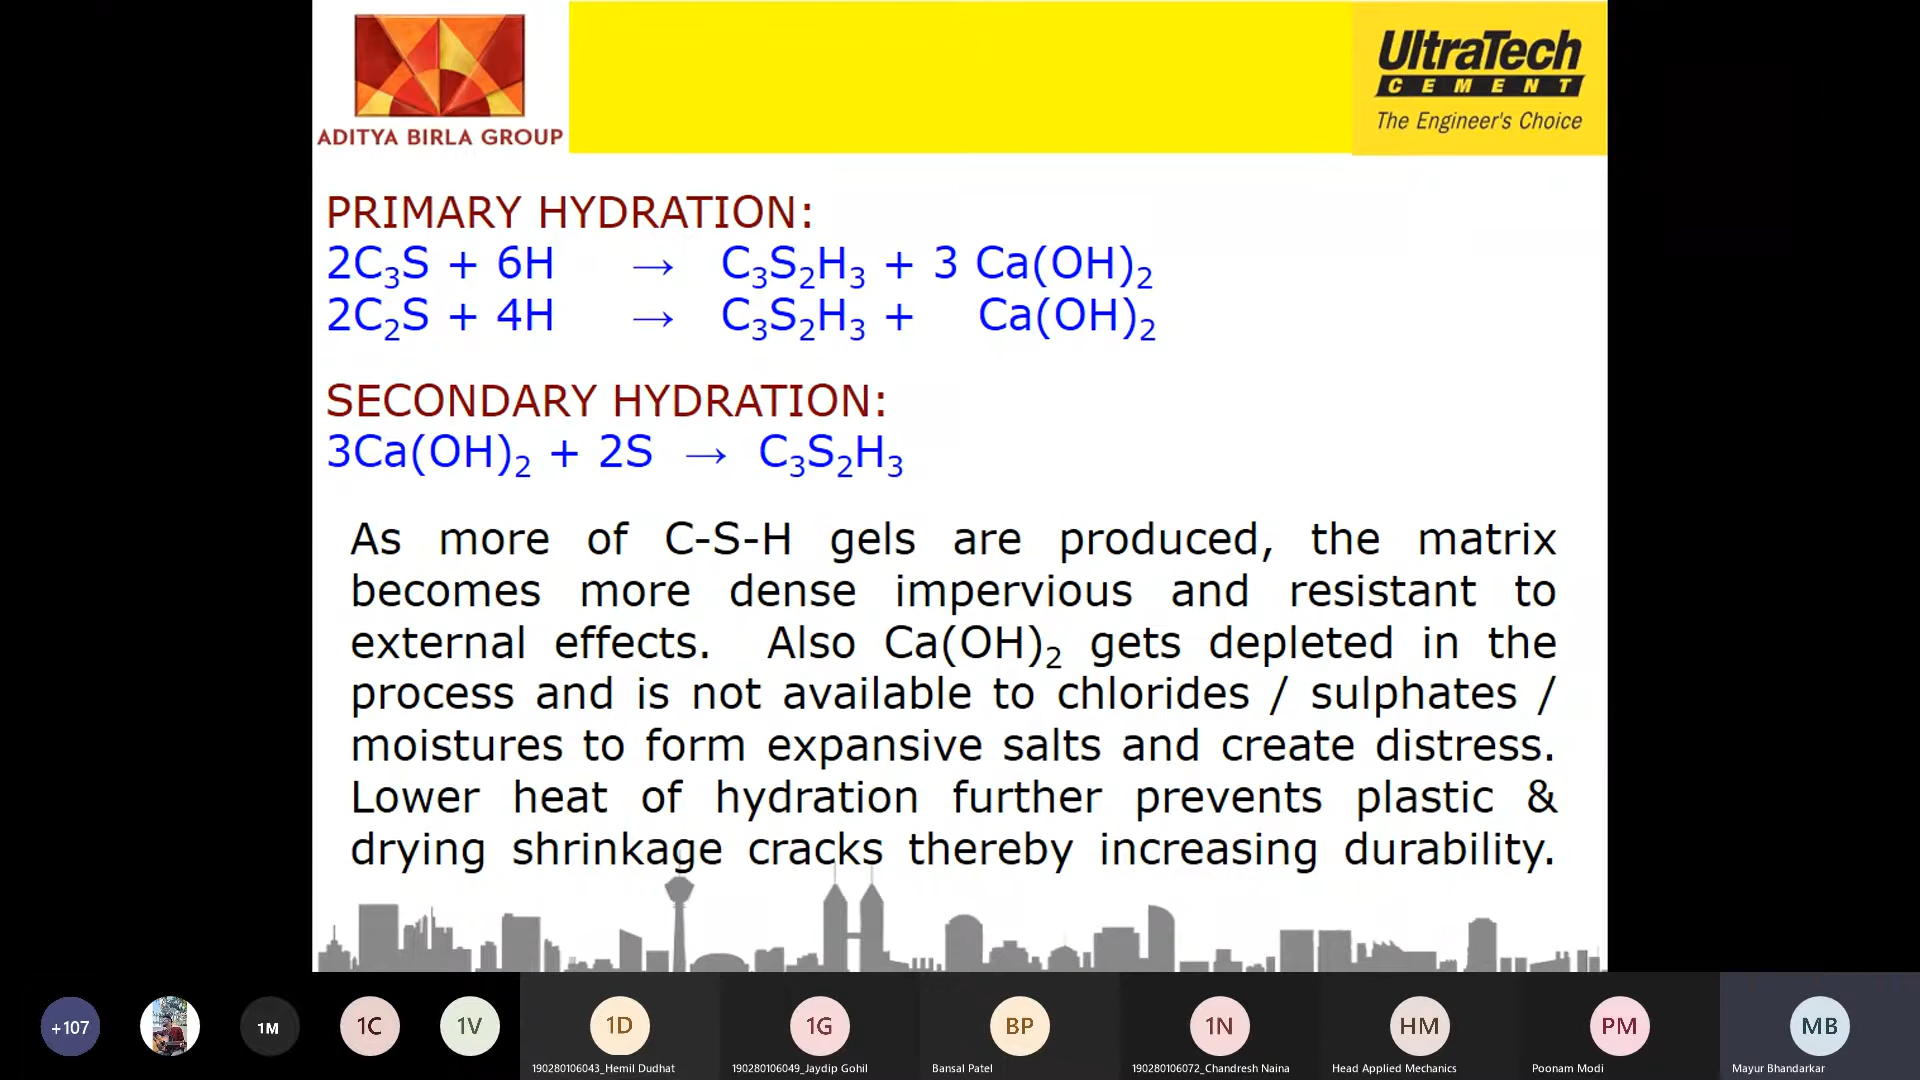 ADITYA BIRLA GROUP
UltraTech
CEMENT
The Engineer's Choice
PRIMARY HYDRATION:
2C₃S + 6H → C₃S₂H₃ + 3 Ca(OH)₂
2C₂S + 4H → C₃S₂H₃ + Ca(OH)₂
SECONDARY HYDRATION:
3Ca(OH)₂ + 2S → C₃S₂H₃
As more of C-S-H gels are produced, the matrix
becomes more dense impervious and resistant to
external effects. Also Ca(OH)₂ gets depleted in the
process and is not available to chlorides / sulphates /
moistures to form expansive salts and create distress.
Lower heat of hydration further prevents plastic &
drying shrinkage cracks thereby increasing durability.
+107 1M 1C 1V 1D 1G BP 1N HM PM MB
190280106043_Hemil Dudhat 190280106049_Jaydip Gohil Bansal Patel 190280106072_Chandresh Naina Head Applied Mechanics Poonam Modi Mayur Bhandarkar